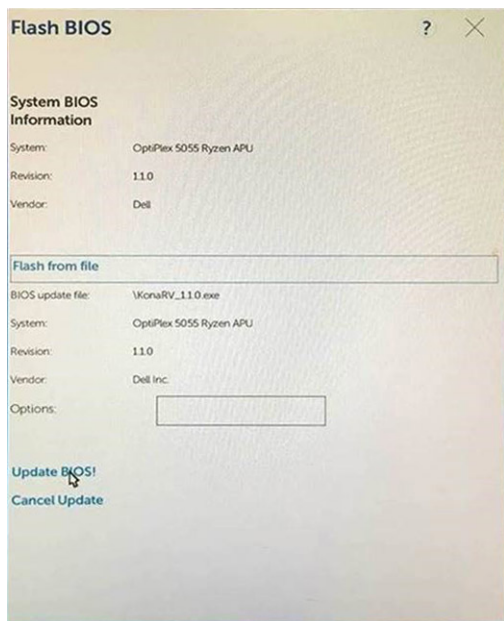 Flash BIOS ?
System BIOS
Information
System: OptiPlex 5055 Ryzen APU
Revision: 1.1.0
Vendor: Dell
Flash from file
BIOS update file: \KonaRV_1.1.0.exe
System: OptiPlex 5055 Ryzen APU
Revision: 1.1.0
Vendor: Dell Inc.
Options:
Update BIOS!
Cancel Update